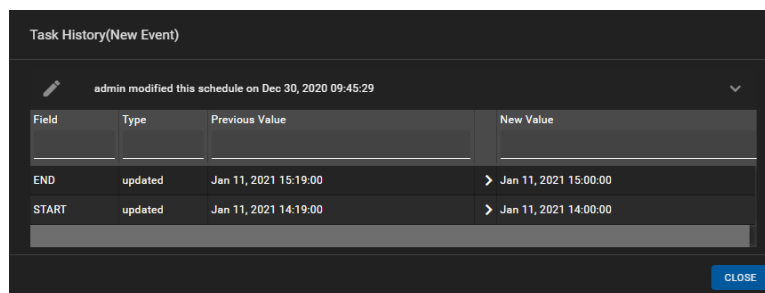 Task History(New Event)
admin modified this schedule on Dec 30, 2020 09:45:29
Field Type Previous Value New Value
END updated Jan 11, 2021 15:19:00 Jan 11, 2021 15:00:00
START updated Jan 11, 2021 14:19:00 Jan 11, 2021 14:00:00
CLOSE